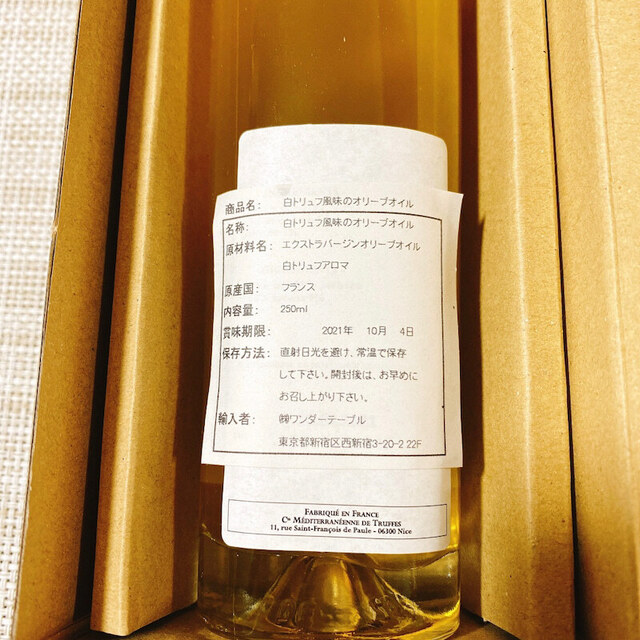 商品名: 白トリュフ風味のオリーブオイル
名称: 白トリュフ風味のオリーブオイル
原材料名: エクストラバージンオリーブオイル
白トリュフアロマ
原産国: フランス
内容量: 250ml
賞味期限: 2021年 10月 4日
保存方法: 直射日光を避け、常温で保存
して下さい。開封後は、お早めに
お召し上がり下さい。
輸入者: ㈱ワンダーテーブル
東京都新宿区西新宿3-20-2 22F
FABRIQUÉ EN FRANCE
Cie MÉDITERRANÉENNE DE TRUFFES
11, rue Saint-François de Paule - 06300 Nice